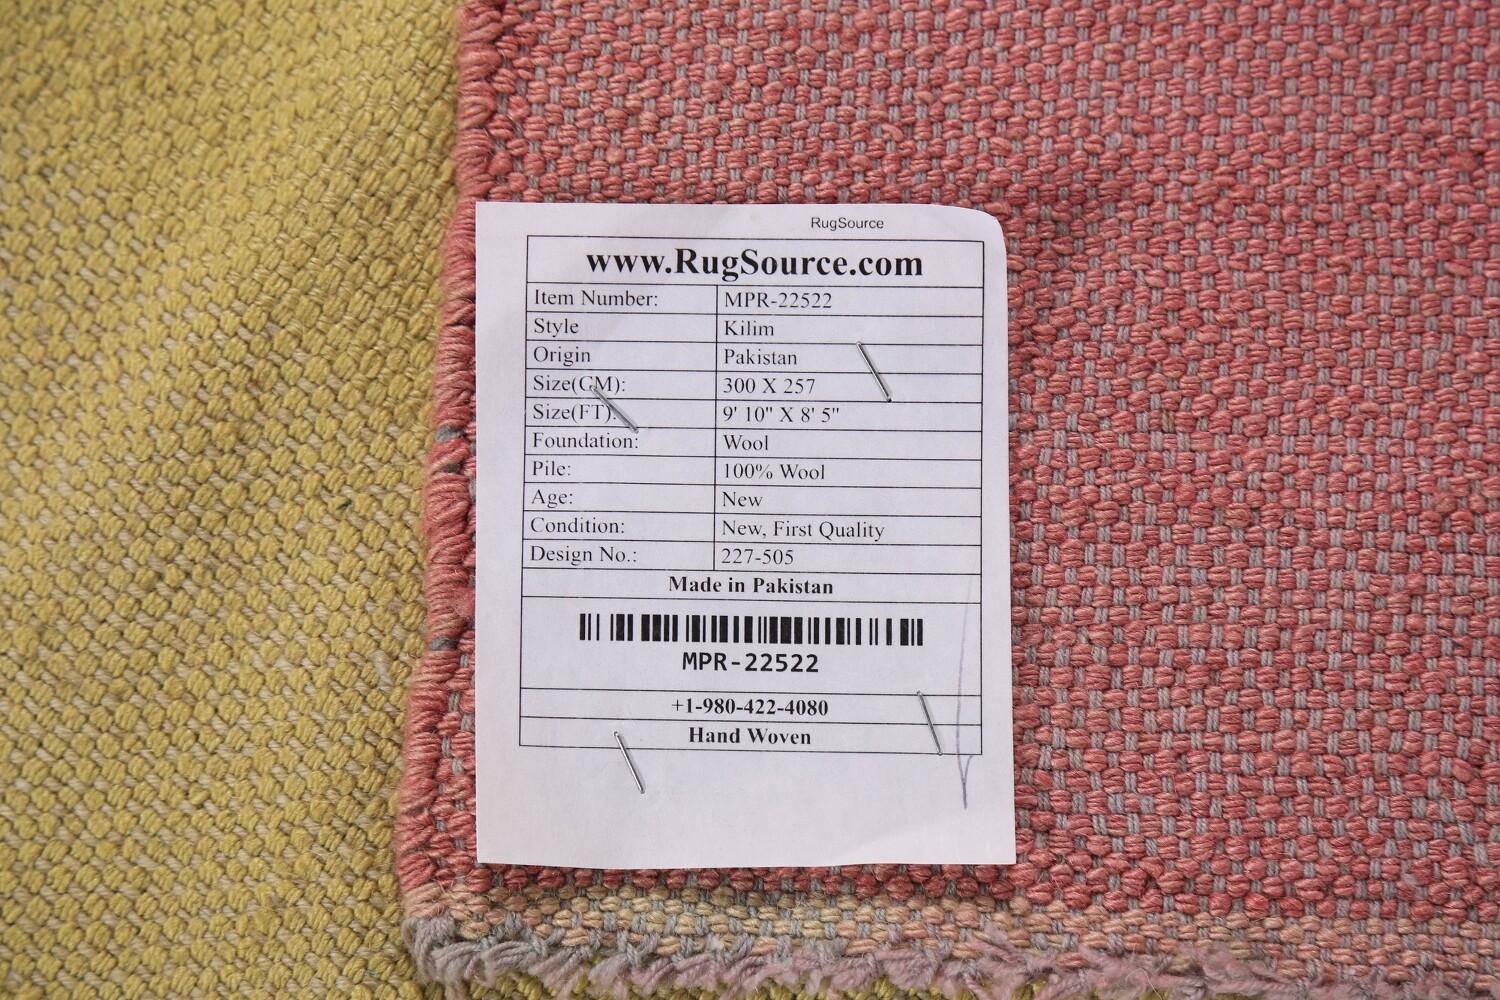 RugSource
www.RugSource.com
Item Number: MPR-22522
Style Kilim
Origin Pakistan
Size(CM): 300 X 257
Size(FT): 9' 10" X 8' 5"
Foundation: Wool
Pile: 100% Wool
Age: New
Condition: New, First Quality
Design No.: 227-505
Made in Pakistan
MPR-22522
+1-980-422-4080
Hand Woven